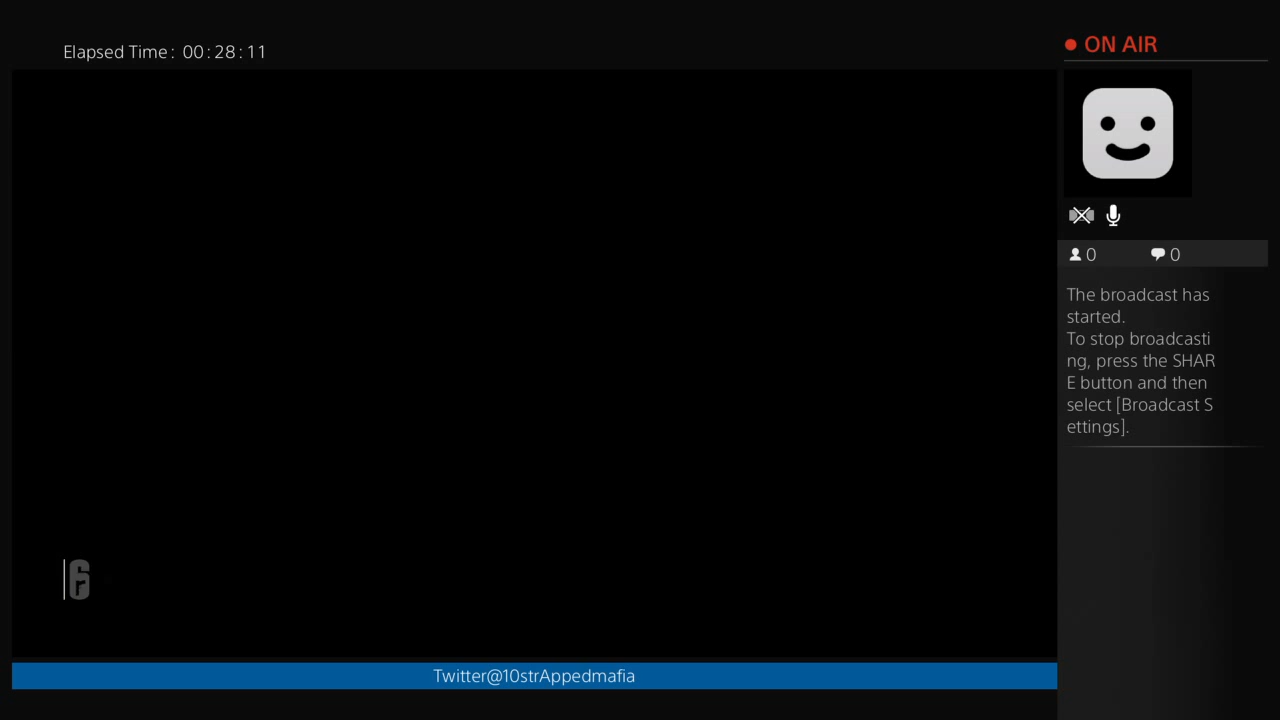 Elapsed Time: 00:28:11
ON AIR
0 0
The broadcast has
started.
To stop broadcasti
ng, press the SHAR
E button and then
select [Broadcast S
ettings].
6
Twitter@10strAppedmafia